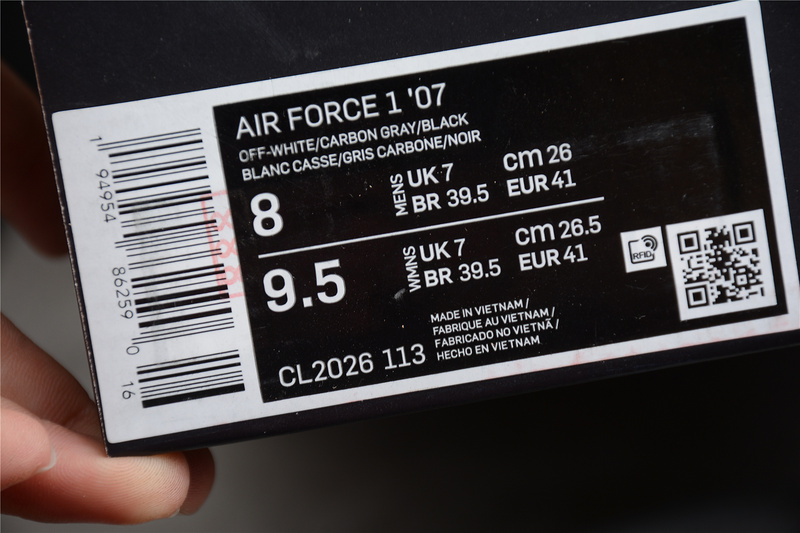 AIR FORCE 1 '07
OFF-WHITE/CARBON GRAY/BLACK
BLANC CASSE/GRIS CARBONE/NOIR
8
MENS
UK 7
BR 39.5
cm 26
EUR 41
9.5
WMNS
UK 7
BR 39.5
cm 26.5
EUR 41
RFID
CL2026 113
MADE IN VIETNAM /
FABRIQUE AU VIETNAM /
FABRICADO NO VIETNÃ /
HECHO EN VIETNAM
1 94954 86259 0 16